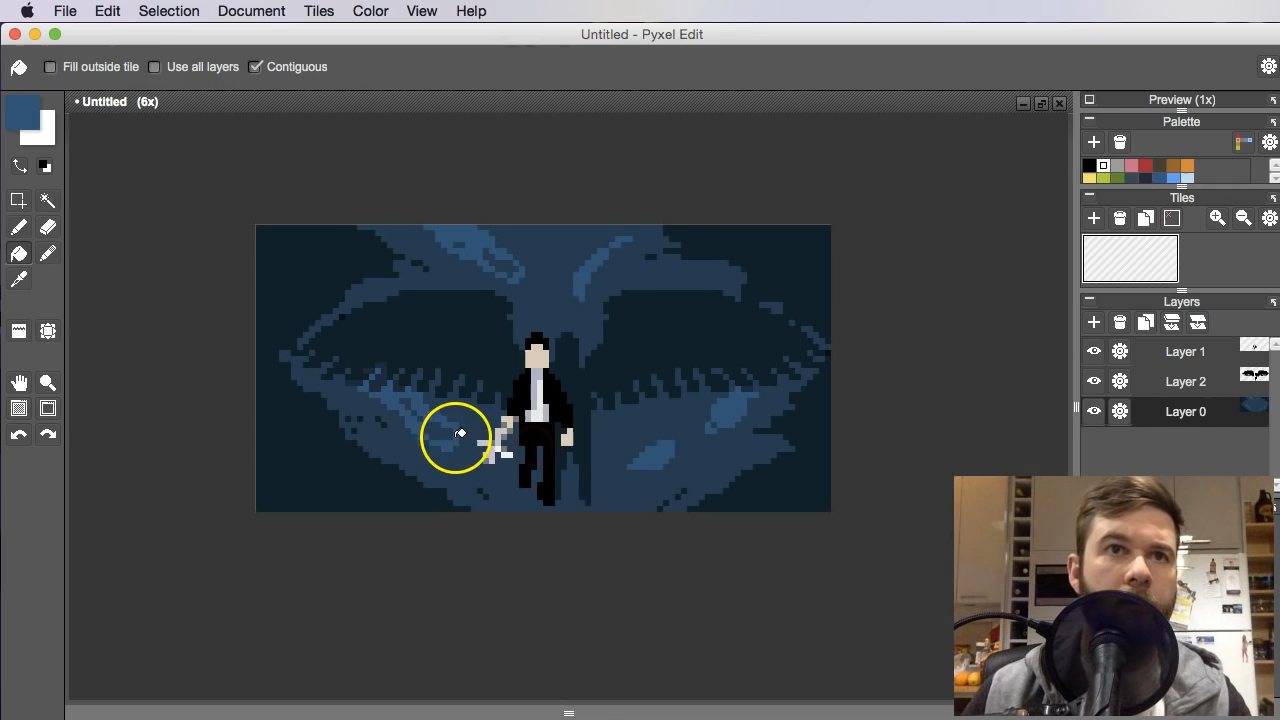 File Edit Selection Document Tiles Color View Help
Untitled - Pyxel Edit
Fill outside tile Use all layers Contiguous
• Untitled (6x)
Preview (1x)
Palette
Tiles
Layers
Layer 1
Layer 2
Layer 0